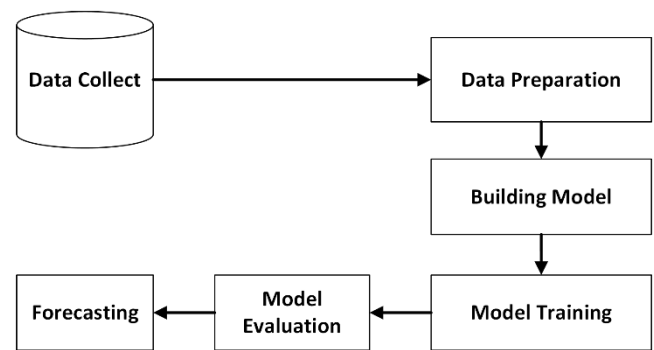 Data Collect
Data Preparation
Building Model
Model Training
Model
Evaluation
Forecasting